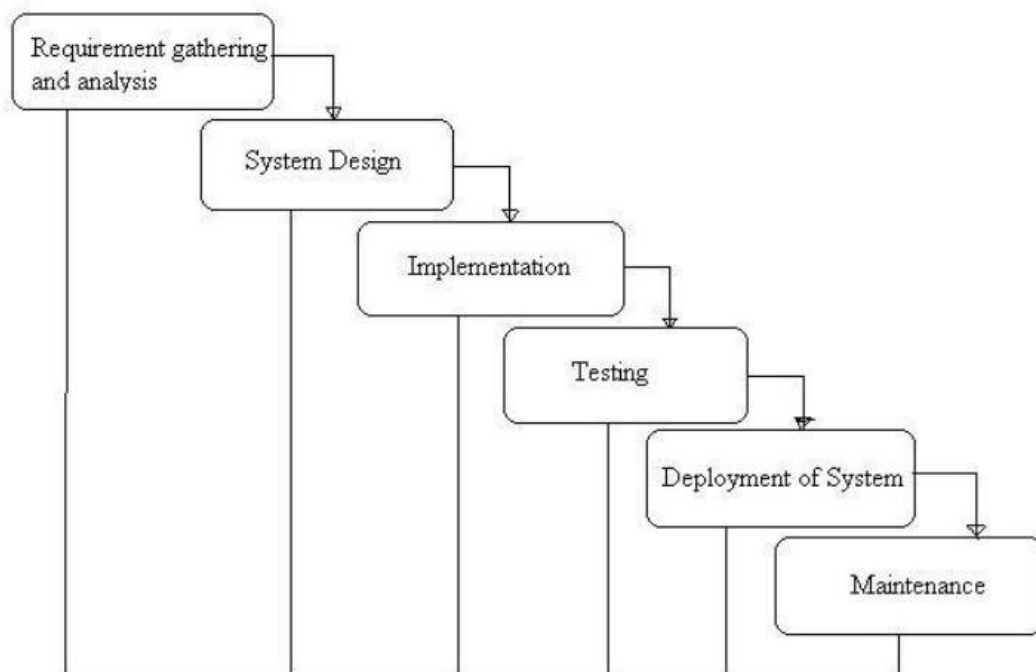 Requirement gathering
and analysis
System Design
Implementation
Testing
Deployment of System
Maintenance